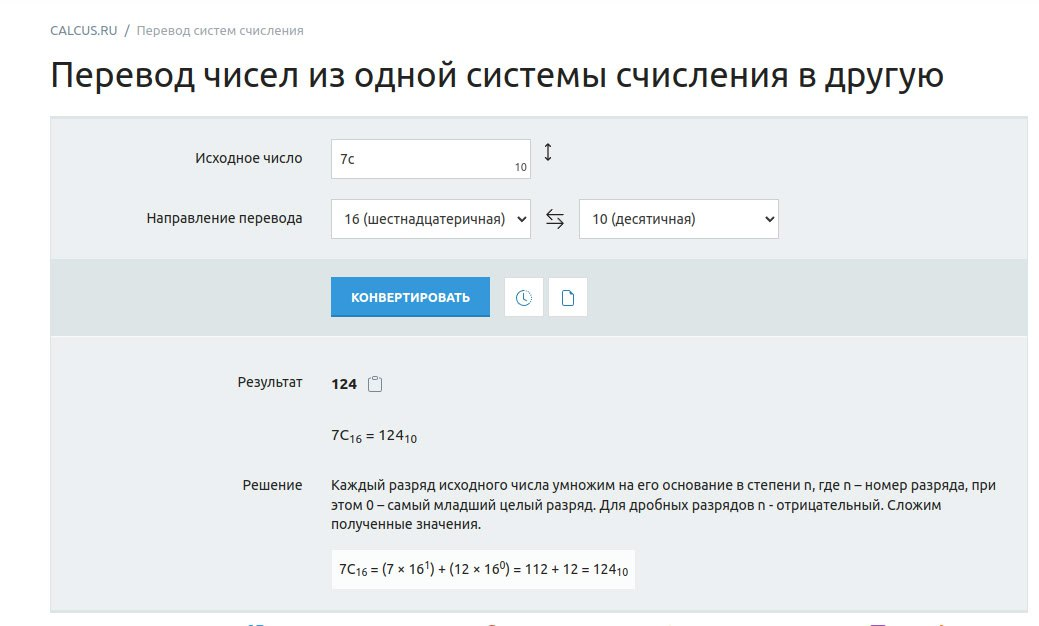 CALCUS.RU / Перевод систем счисления
Перевод чисел из одной системы счисления в другую
Исходное число 7c 10
Направление перевода 16 (шестнадцатеричная) 10 (десятичная)
КОНВЕРТИРОВАТЬ
Результат 124
7C₁₆ = 124₁₀
Решение Каждый разряд исходного числа умножим на его основание в степени n, где n – номер разряда, при
этом 0 – самый младший целый разряд. Для дробных разрядов n - отрицательный. Сложим
полученные значения.
7C₁₆ = (7 × 16¹) + (12 × 16⁰) = 112 + 12 = 124₁₀